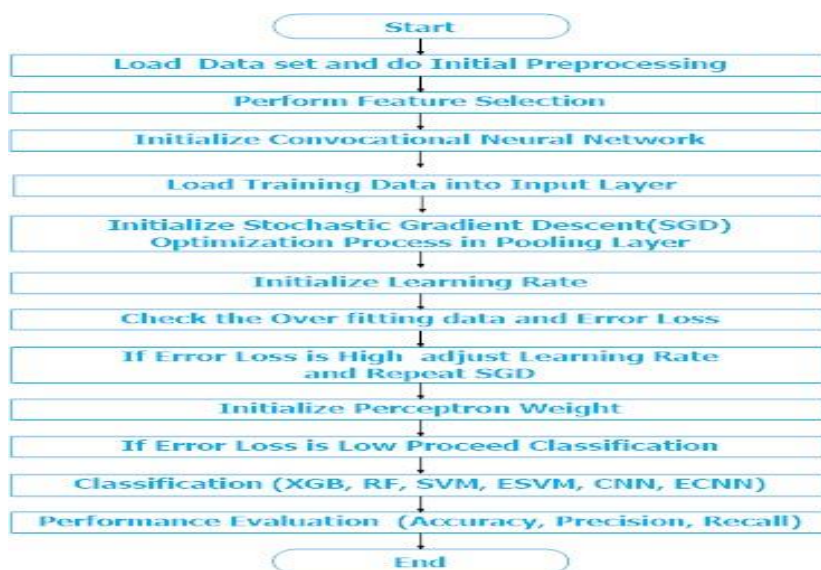 Start
Load Data set and do Initial Preprocessing
Perform Feature Selection
Initialize Convocational Neural Network
Load Training Data into Input Layer
Initialize Stochastic Gradient Descent(SGD)
Optimization Process in Pooling Layer
Initialize Learning Rate
Check the Over fitting data and Error Loss
If Error Loss is High adjust Learning Rate
and Repeat SGD
Initialize Perceptron Weight
If Error Loss is Low Proceed Classification
Classification (XGB, RF, SVM, ESVM, CNN, ECNN)
Performance Evaluation (Accuracy, Precision, Recall)
End